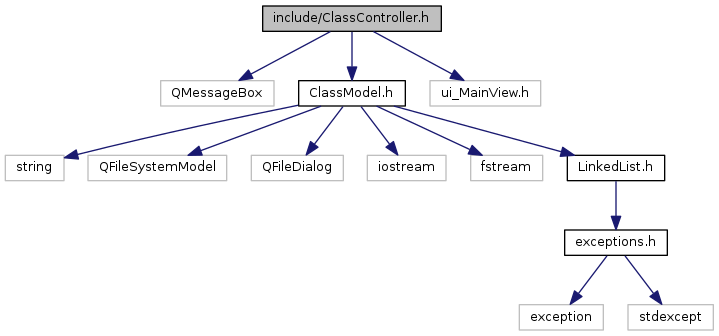 include/ClassController.h
QMessageBox
ClassModel.h
ui_MainView.h
string
QFileSystemModel
QFileDialog
iostream
fstream
LinkedList.h
exceptions.h
exception
stdexcept